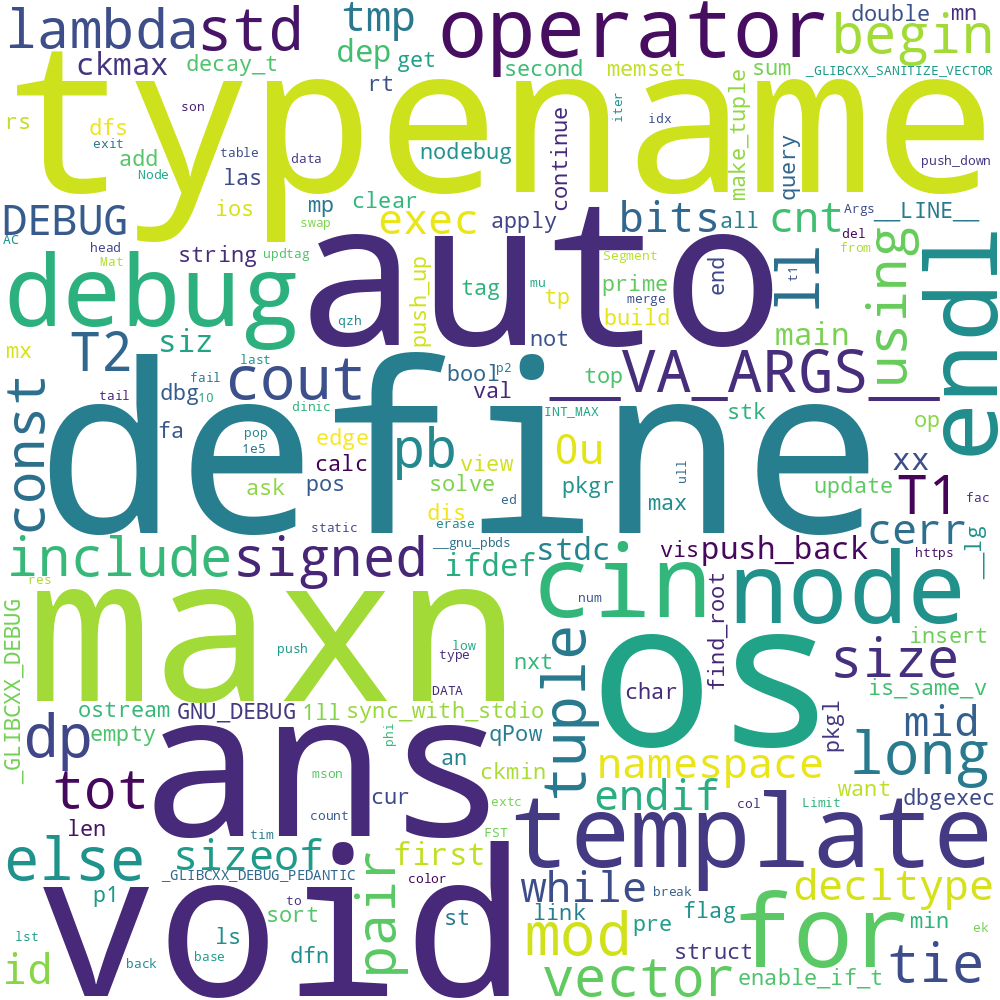 lambda
std
tmp
operator
double
mn
begin
ckmax
decay_t
dep
get
second
memset
sum
_GLIBCXX_SANITIZE_VECTOR
rt
typename
son
iter
idx
make_tuple
rs
dfs
exit
add
Node
table
data
las
nodebug
continue
query
push_down
DEBUG
ios
mp
clear
exec
apply
bits
all
cnt
Args
__LINE__
AC
swap
head
Mat
string
updtag
auto
del
from
debug
push_up
tag
mu
tp
Segment
prime
merge
build
end
t1
ll
using
endl
qzh
not
main
mx
T2
siz
last
cout
bool
p2
val
top
__VA_ARGS__
const
tail
fail
10
dbg
dinic
INT_MAX
stk
op
define
fa
pop
1e5
edge
calc
pb
view
0u
ull
xx
ask
pos
dis
solve
pkgr
max
update
T1
fac
static
ed
erase
__gnu_pbds
stdc
vis
push_back
cerr
https
__lg
include
signed
ifdef
res
cin
num
node
_GLIBCXX_DEBUG
maxn
push
low
type
nxt
tuple
find_root
insert
os
char
size
is_same_v
DATA
ostream
GNU_DEBUG
1ll
sync_with_stdio
dp
empty
ans
phi
qPow
pkgl
mid
an
namespace
long
tot
mson
ckmin
want
cur
extc
endif
col
Limit
dbgexec
len
count
tim
FST
template
else
sizeof
first
_GLIBCXX_DEBUG_PEDANTIC
color
while
break
decltype
p1
void
to
sort
pair
st
link
pre
flag
min
ek
lst
ls
mod
struct
for
id
back
base
dfn
vector
enable_if_t
tie